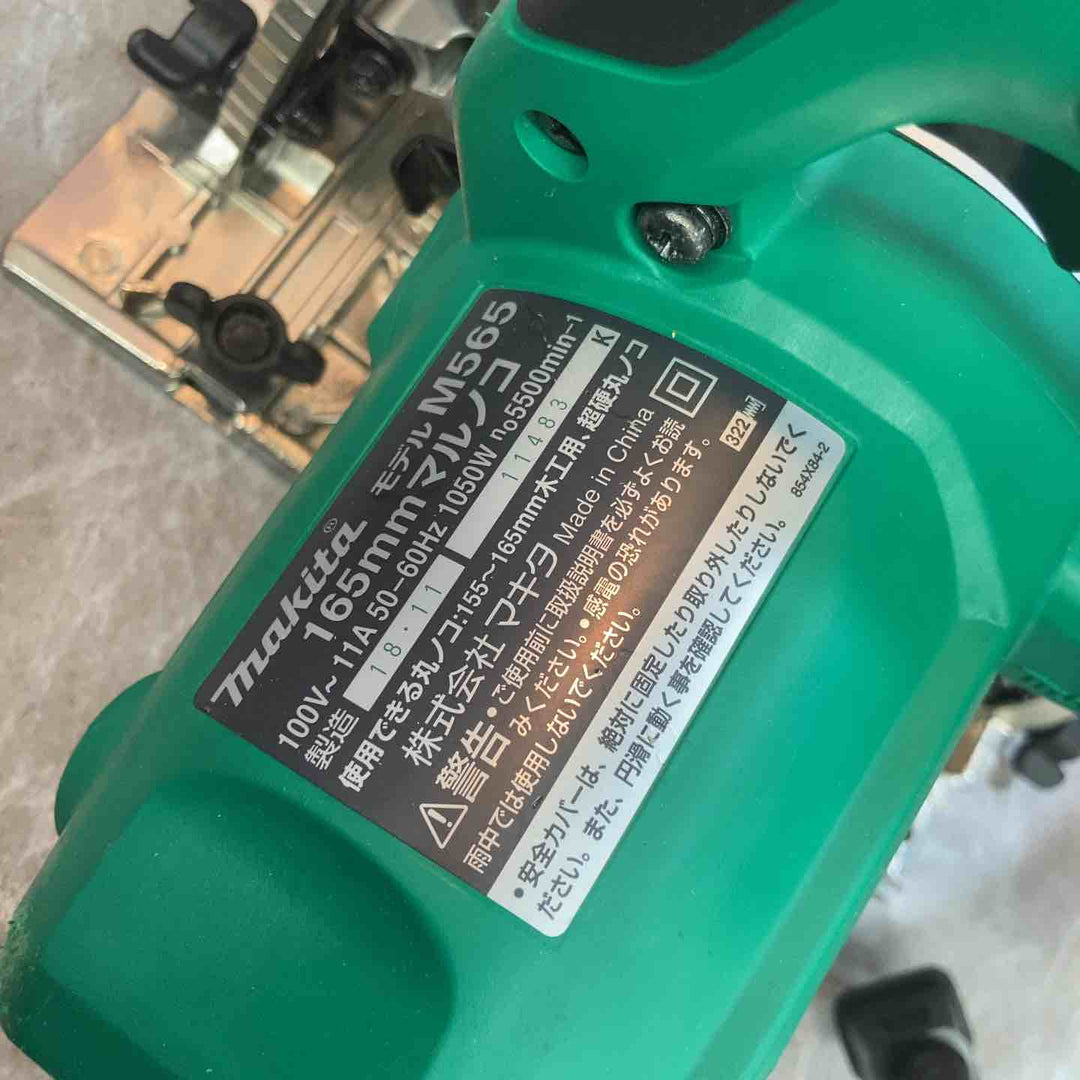 makita® モデル M565
165mmマルノコ
100V~11A 50-60Hz 1050W n₀5500min⁻¹
製造 18・11 11483 K
使用できる丸ノコ:155~165mm木工用、超硬丸ノコ
株式会社マキタ Made in China
⚠警告 •ご使用前に取扱説明書を必ずよくお読
みください。•感電の恐れがあります。
雨中では使用しないでください。
322
•安全カバーは、絶対に固定したり取り外したりしないでく
ださい。また、円滑に動く事を確認してください。
854X84-2